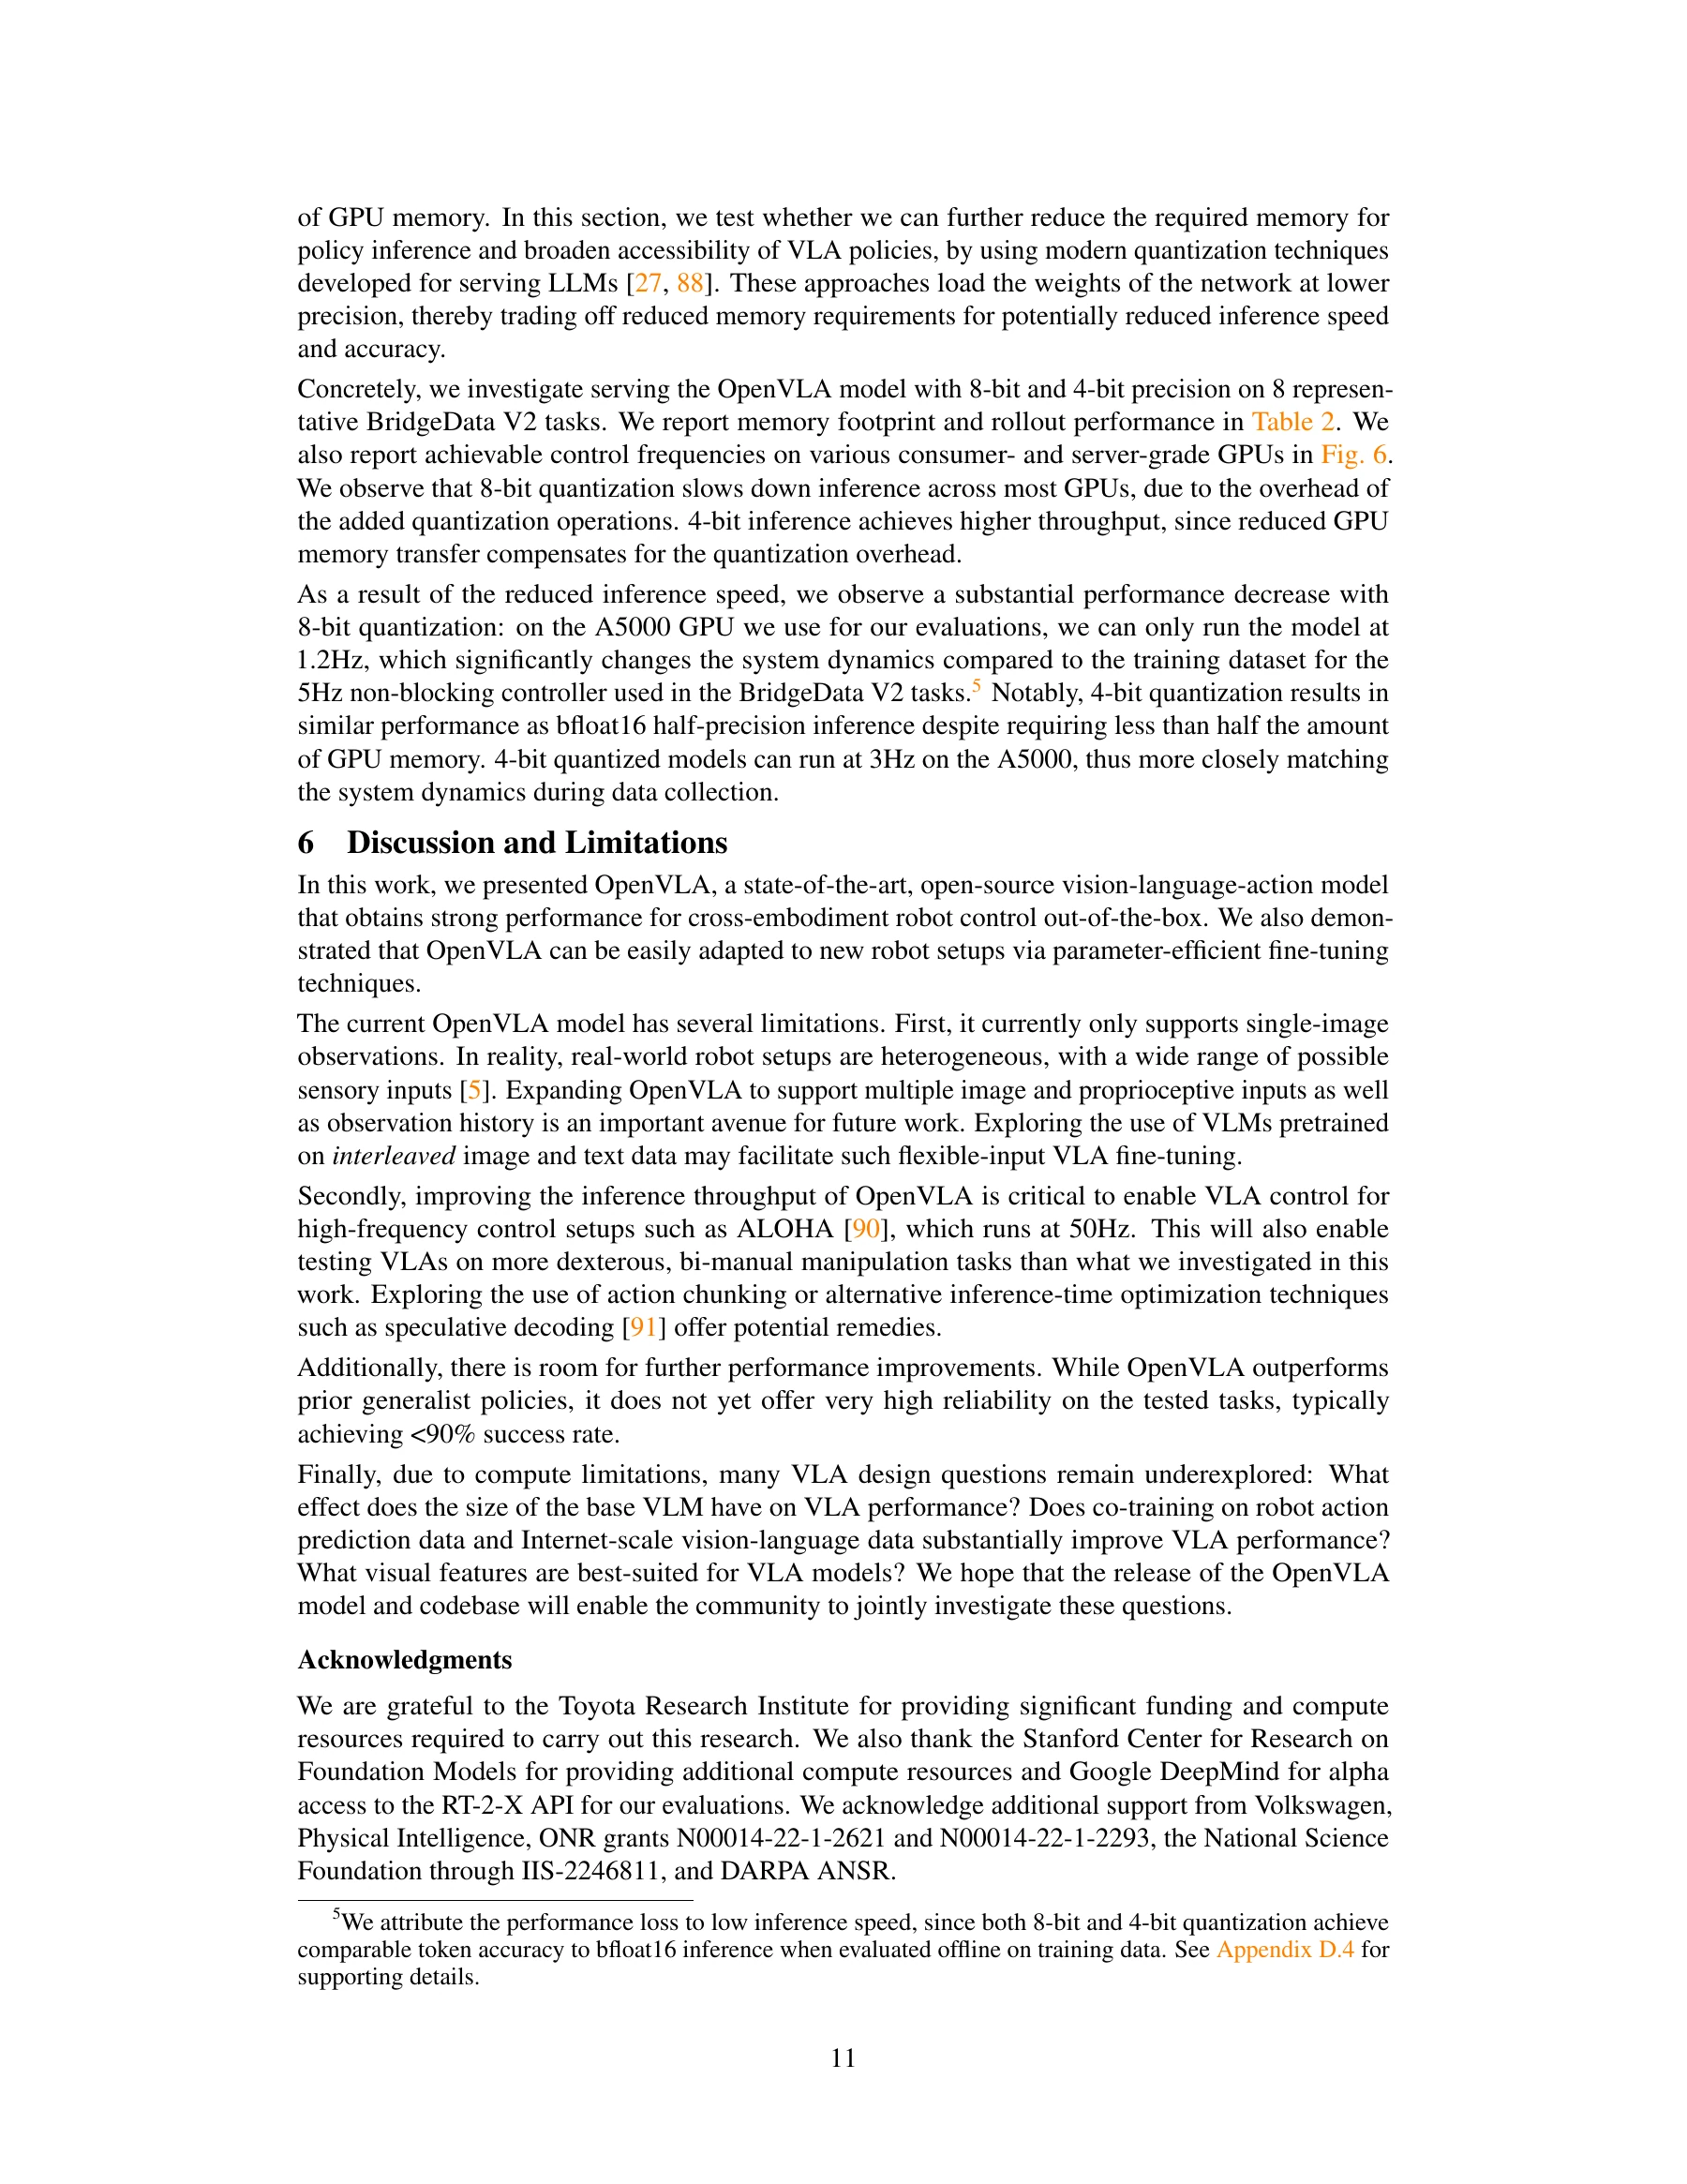 of GPU memory. In this section, we test whether we can further reduce the required memory for
policy inference and broaden accessibility of VLA policies, by using modern quantization techniques
developed for serving LLMs [27, 88]. These approaches load the weights of the network at lower
precision, thereby trading off reduced memory requirements for potentially reduced inference speed
and accuracy.
Concretely, we investigate serving the OpenVLA model with 8-bit and 4-bit precision on 8 represen-
tative BridgeData V2 tasks. We report memory footprint and rollout performance in Table 2. We
also report achievable control frequencies on various consumer- and server-grade GPUs in Fig. 6.
We observe that 8-bit quantization slows down inference across most GPUs, due to the overhead of
the added quantization operations. 4-bit inference achieves higher throughput, since reduced GPU
memory transfer compensates for the quantization overhead.
As a result of the reduced inference speed, we observe a substantial performance decrease with
8-bit quantization: on the A5000 GPU we use for our evaluations, we can only run the model at
1.2Hz, which significantly changes the system dynamics compared to the training dataset for the
5Hz non-blocking controller used in the BridgeData V2 tasks.5 Notably, 4-bit quantization results in
similar performance as bfloat16 half-precision inference despite requiring less than half the amount
of GPU memory. 4-bit quantized models can run at 3Hz on the A5000, thus more closely matching
the system dynamics during data collection.
6 Discussion and Limitations
In this work, we presented OpenVLA, a state-of-the-art, open-source vision-language-action model
that obtains strong performance for cross-embodiment robot control out-of-the-box. We also demon-
strated that OpenVLA can be easily adapted to new robot setups via parameter-efficient fine-tuning
techniques.
The current OpenVLA model has several limitations. First, it currently only supports single-image
observations. In reality, real-world robot setups are heterogeneous, with a wide range of possible
sensory inputs [5]. Expanding OpenVLA to support multiple image and proprioceptive inputs as well
as observation history is an important avenue for future work. Exploring the use of VLMs pretrained
on interleaved image and text data may facilitate such flexible-input VLA fine-tuning.
Secondly, improving the inference throughput of OpenVLA is critical to enable VLA control for
high-frequency control setups such as ALOHA [90], which runs at 50Hz. This will also enable
testing VLAs on more dexterous, bi-manual manipulation tasks than what we investigated in this
work. Exploring the use of action chunking or alternative inference-time optimization techniques
such as speculative decoding [91] offer potential remedies.
Additionally, there is room for further performance improvements. While OpenVLA outperforms
prior generalist policies, it does not yet offer very high reliability on the tested tasks, typically
achieving <90% success rate.
Finally, due to compute limitations, many VLA design questions remain underexplored: What
effect does the size of the base VLM have on VLA performance? Does co-training on robot action
prediction data and Internet-scale vision-language data substantially improve VLA performance?
What visual features are best-suited for VLA models? We hope that the release of the OpenVLA
model and codebase will enable the community to jointly investigate these questions.
Acknowledgments
We are grateful to the Toyota Research Institute for providing significant funding and compute
resources required to carry out this research. We also thank the Stanford Center for Research on
Foundation Models for providing additional compute resources and Google DeepMind for alpha
access to the RT-2-X API for our evaluations. We acknowledge additional support from Volkswagen,
Physical Intelligence, ONR grants N00014-22-1-2621 and N00014-22-1-2293, the National Science
Foundation through IIS-2246811, and DARPA ANSR.
5We attribute the performance loss to low inference speed, since both 8-bit and 4-bit quantization achieve
comparable token accuracy to bfloat16 inference when evaluated offline on training data. See Appendix D.4 for
supporting details.
11